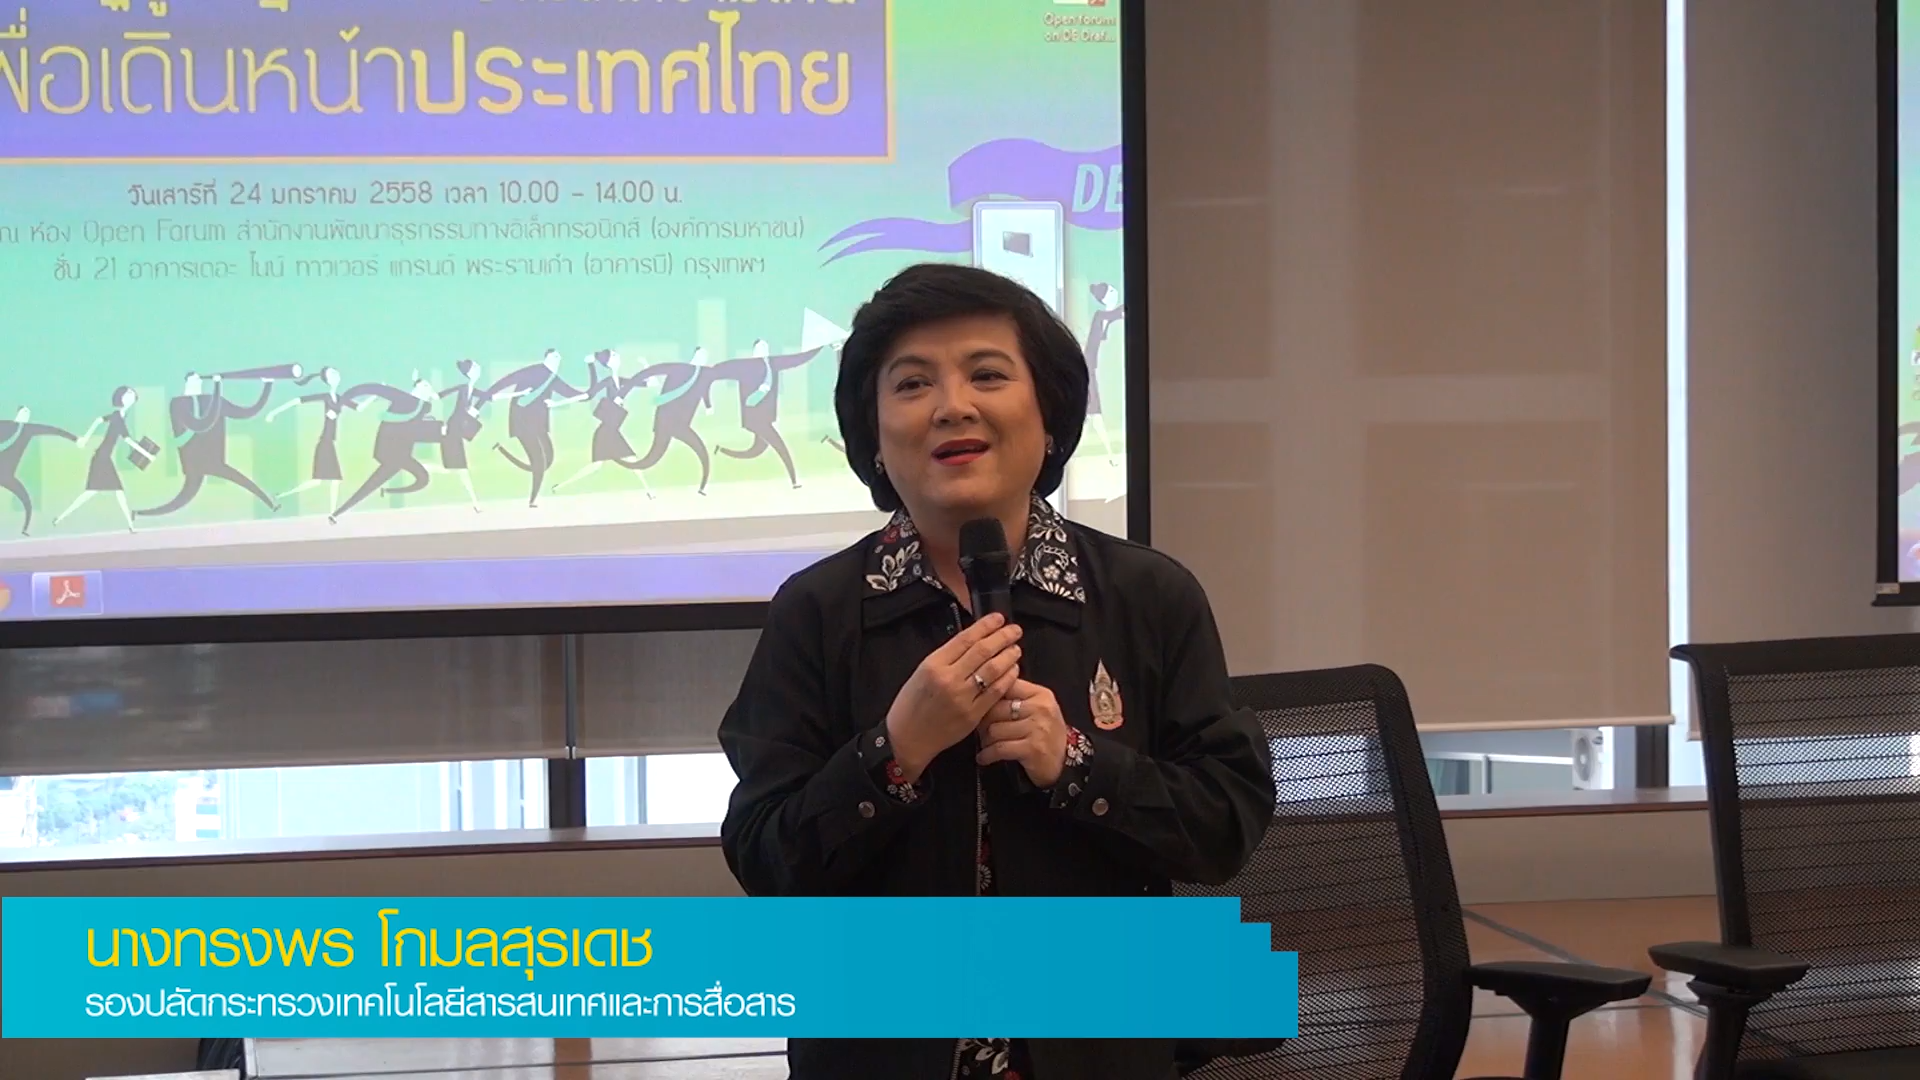 เพื่อเดินหน้าประเทศไทย
Open forum
on DE Draf...
วันเสาร์ที่ 24 มกราคม 2558 เวลา 10.00 - 14.00 น.
ณ ห้อง Open Forum สำนักงานพัฒนาธุรกรรมทางอิเล็กทรอนิกส์ (องค์การมหาชน)
ชั้น 21 อาคารเดอะ ไนน์ ทาวเวอร์ แกรนด์ พระรามเก้า (อาคารบี) กรุงเทพฯ
DE
นางทรงพร โกมลสุรเดช
รองปลัดกระทรวงเทคโนโลยีสารสนเทศและการสื่อสาร